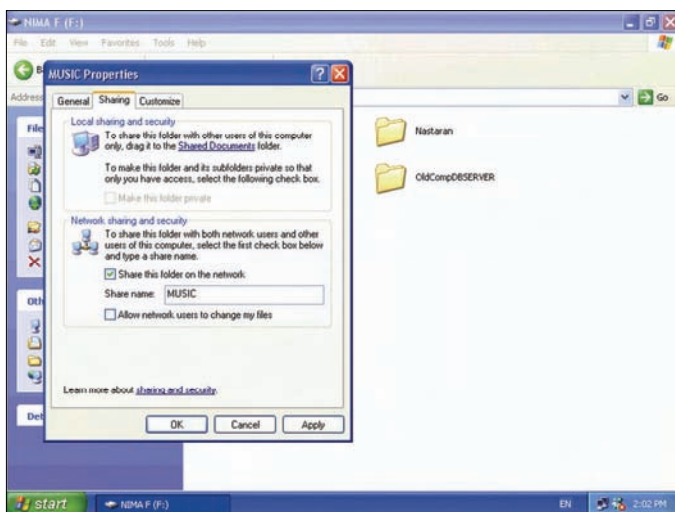 NIMA F (F:)
File Edit View Favorites Tools Help
MUSIC Properties
Address
Go
General Sharing Customize
Local sharing and security
To share this folder with other users of this computer
only, drag it to the Shared Documents folder.
To make this folder and its subfolders private so that
only you have access, select the following check box.
Make this folder private
Network sharing and security
To share this folder with both network users and other
users of this computer, select the first check box below
and type a share name.
Share this folder on the network
Share name: MUSIC
Allow network users to change my files
Learn more about sharing and security.
OK Cancel Apply
File
Oth
Det
Nastaran
OldCompDBSERVER
start NIMA F (F:) EN 2:02 PM